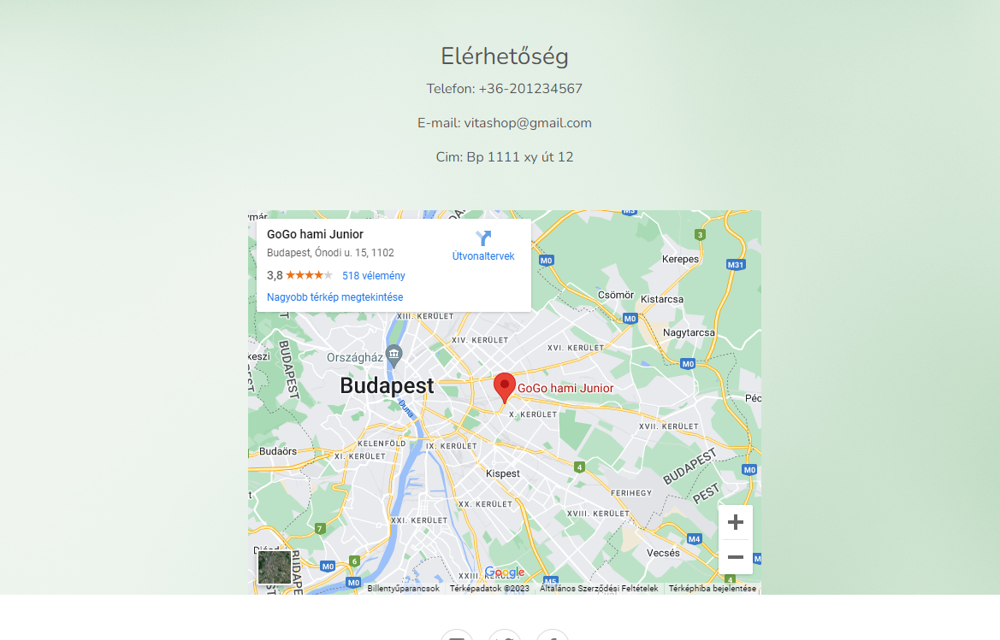 Elérhetőség
Telefon: +36-201234567
E-mail: vitashop@gmail.com
Cim: Bp 1111 xy út 12
GoGo hami Junior
Budapest, Ónodi u. 15, 1102
Útvonaltervek
3,8
518 vélemény
Nagyobb térkép megtekintése
M3
3
M0
Kerepes
M31
Csömör
Kistarcsa
M0
XIII. KERÜLET
Nagytarcsa
XIV. KERÜLET
XVI. KERÜLET
Országház
keszi
BUDAPEST
M0
Budapest
GoGo hami Junior
Duna
X. KERÜLET
XVII. KERÜLET
KELENFÖLD
IX. KERÜLET
Budaörs
XI. KERÜLET
BUDAPEST
PEST
4
Kispest
M0
FERIHEGY
XX. KERÜLET
XVIII. KERÜLET
XXI. KERÜLET
7
M4
Vecsés
6
M0
M0
Google
M5
4
Billentyűparancsok
Térképadatok ©2023
Általános Szerződési Feltételek
Térképhiba bejelentése